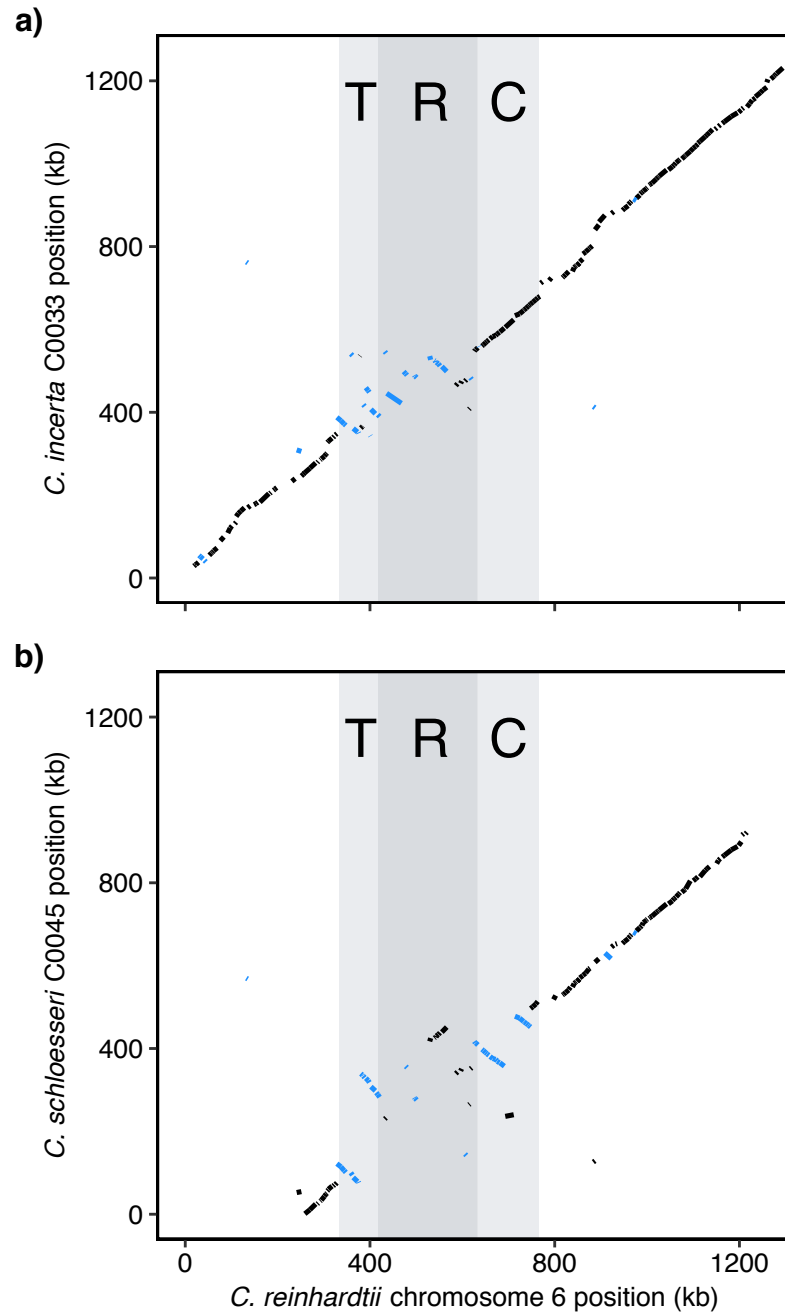 a)
T R C
1200
800
400
0
C. incerta C0033 position (kb)
b)
T R C
1200
800
400
0
C. schloesseri C0045 position (kb)
0 400 800 1200
C. reinhardtii chromosome 6 position (kb)